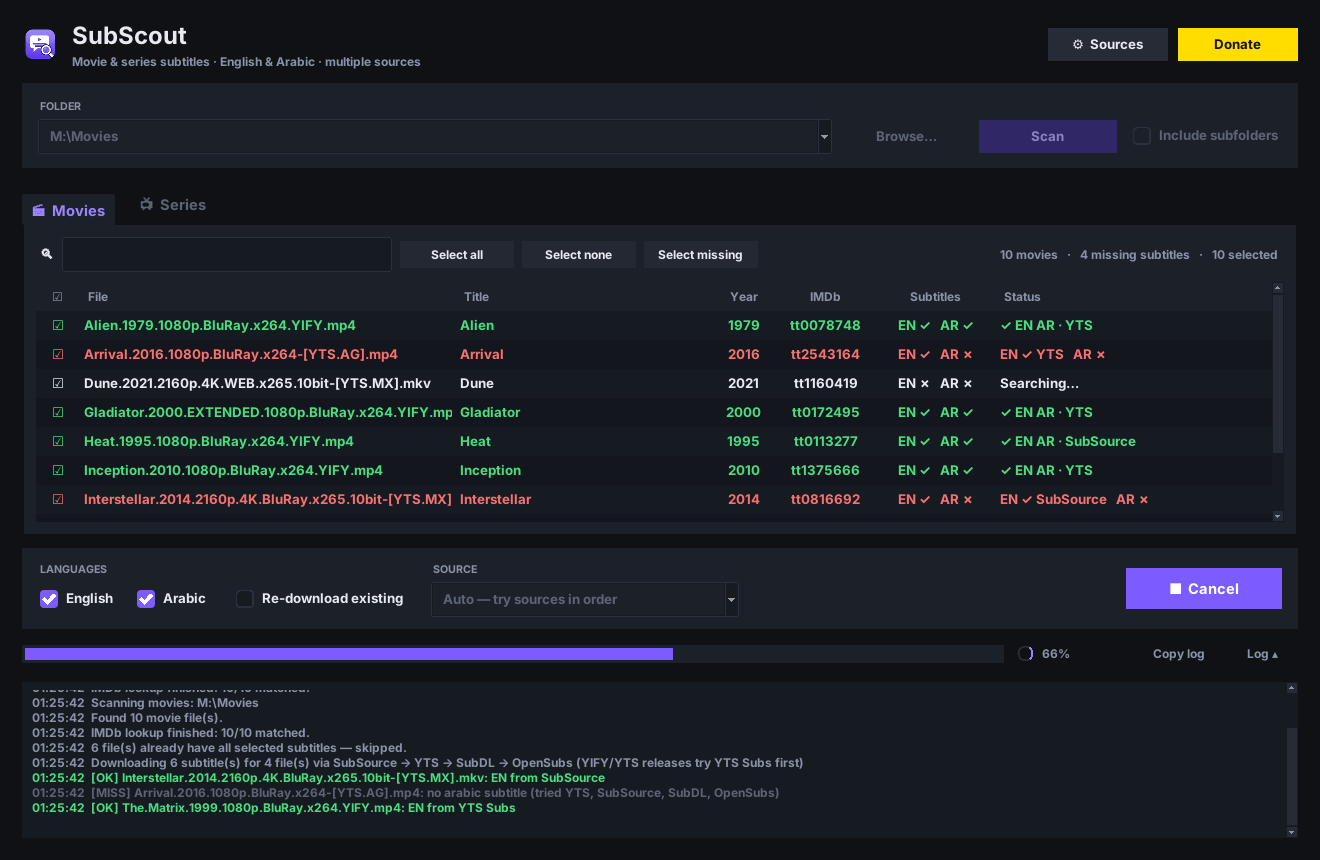 SubScout
Movie & series subtitles · English & Arabic · multiple sources
⚙ Sources
Donate
FOLDER
M:\Movies
Browse…
Scan
Include subfolders
Movies
Series
Select all
Select none
Select missing
10 movies · 4 missing subtitles · 10 selected
☑ File Title Year IMDb Subtitles Status
☑ Alien.1979.1080p.BluRay.x264.YIFY.mp4 Alien 1979 tt0078748 EN ✓ AR ✓ ✓ EN AR · YTS
☑ Arrival.2016.1080p.BluRay.x264-[YTS.AG].mp4 Arrival 2016 tt2543164 EN ✓ AR × EN ✓ YTS AR ×
☑ Dune.2021.2160p.4K.WEB.x265.10bit-[YTS.MX].mkv Dune 2021 tt1160419 EN × AR × Searching…
☑ Gladiator.2000.EXTENDED.1080p.BluRay.x264.YIFY.mp Gladiator 2000 tt0172495 EN ✓ AR ✓ ✓ EN AR · YTS
☑ Heat.1995.1080p.BluRay.x264.YIFY.mp4 Heat 1995 tt0113277 EN ✓ AR ✓ ✓ EN AR · SubSource
☑ Inception.2010.1080p.BluRay.x264.YIFY.mp4 Inception 2010 tt1375666 EN ✓ AR ✓ ✓ EN AR · YTS
☑ Interstellar.2014.2160p.4K.BluRay.x265.10bit-[YTS.MX] Interstellar 2014 tt0816692 EN ✓ AR × EN ✓ SubSource AR ×
LANGUAGES
English
Arabic
Re-download existing
SOURCE
Auto — try sources in order
■ Cancel
66%
Copy log
Log ▴
01:25:42 IMDb lookup finished: 10/10 matched.
01:25:42 Scanning movies: M:\Movies
01:25:42 Found 10 movie file(s).
01:25:42 IMDb lookup finished: 10/10 matched.
01:25:42 6 file(s) already have all selected subtitles — skipped.
01:25:42 Downloading 6 subtitle(s) for 4 file(s) via SubSource → YTS → SubDL → OpenSubs (YIFY/YTS releases try YTS Subs first)
01:25:42 [OK] Interstellar.2014.2160p.4K.BluRay.x265.10bit-[YTS.MX].mkv: EN from SubSource
01:25:42 [MISS] Arrival.2016.1080p.BluRay.x264-[YTS.AG].mp4: no arabic subtitle (tried YTS, SubSource, SubDL, OpenSubs)
01:25:42 [OK] The.Matrix.1999.1080p.BluRay.x264.YIFY.mp4: EN from YTS Subs